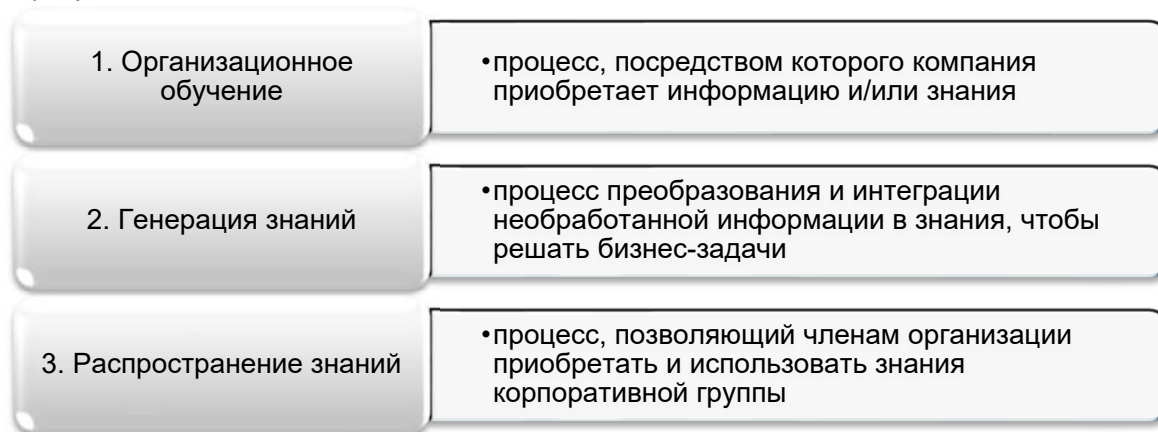 1. Организационное
обучение
•процесс, посредством которого компания
приобретает информацию и/или знания
2. Генерация знаний
•процесс преобразования и интеграции
необработанной информации в знания, чтобы
решать бизнес-задачи
3. Распространение знаний
•процесс, позволяющий членам организации
приобретать и использовать знания
корпоративной группы